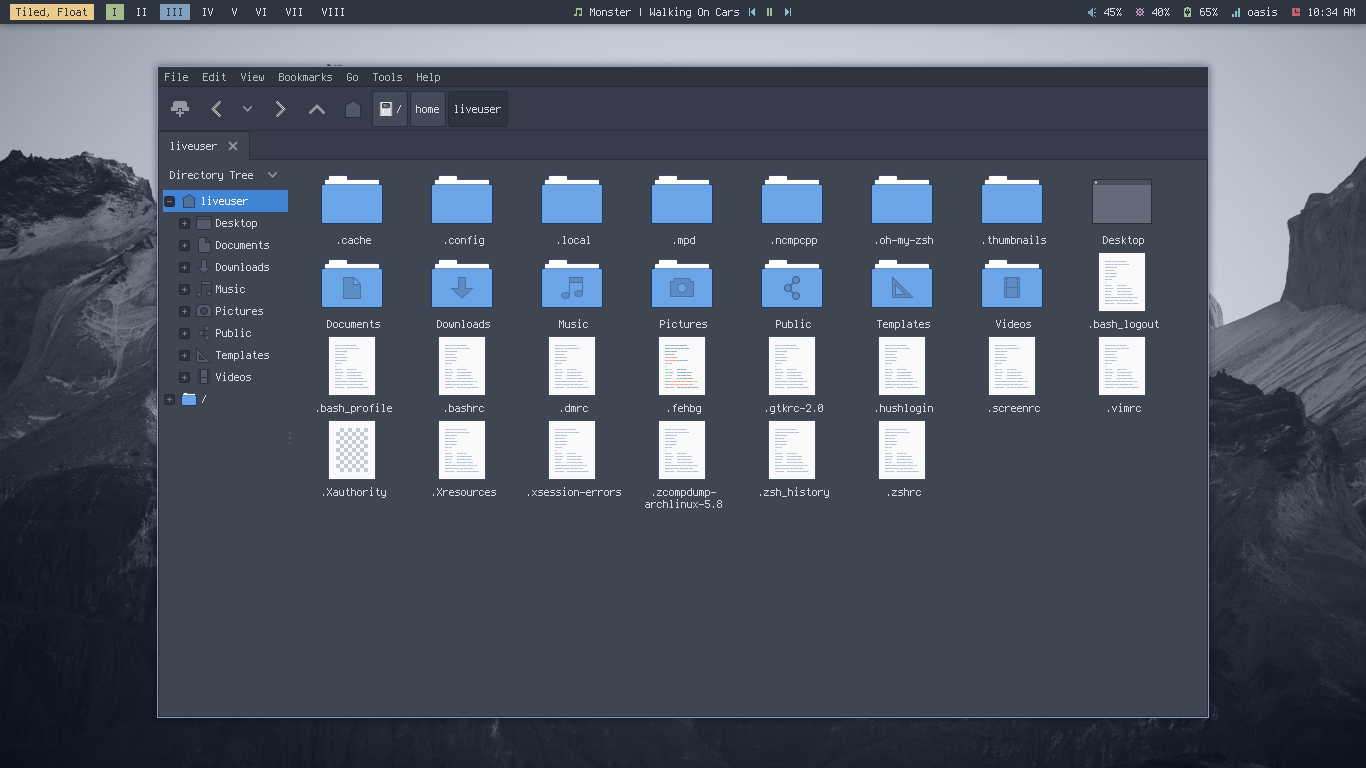 Tiled, Float I II III IV V VI VII VIII Monster | Walking On Cars 45% 40% 65% oasis 10:34 AM
File Edit View Bookmarks Go Tools Help
/ home liveuser
liveuser
Directory Tree
liveuser
Desktop
Documents
Downloads
Music
Pictures
Public
Templates
Videos
/
.cache .config .local .mpd .ncmpcpp .oh-my-zsh .thumbnails Desktop
Documents Downloads Music Pictures Public Templates Videos .bash_logout
.bash_profile .bashrc .dmrc .fehbg .gtkrc-2.0 .hushlogin .screenrc .vimrc
.Xauthority .Xresources .xsession-errors .zcompdump- .zsh_history .zshrc
archlinux-5.8